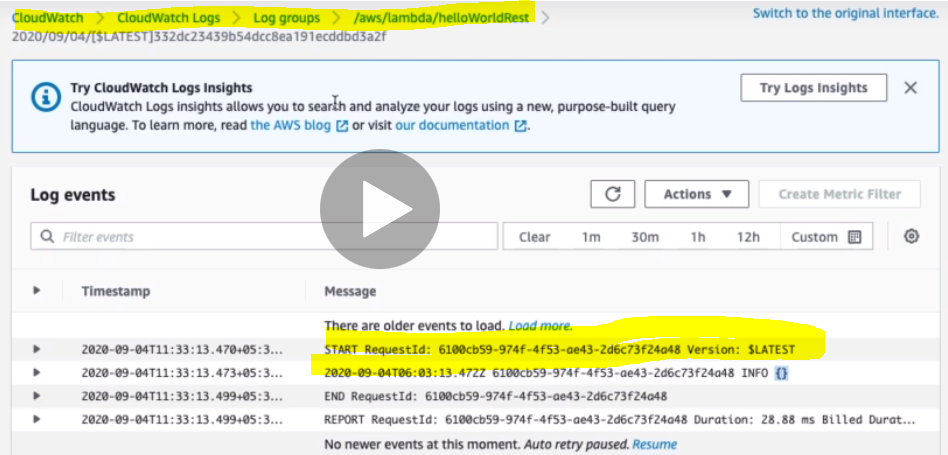 CloudWatch > CloudWatch Logs > Log groups > /aws/lambda/helloWorldRest >
Switch to the original interface.
2020/09/04/[$LATEST]332dc23439b54dcc8ea191ecddbd3a2f
Try CloudWatch Logs Insights
CloudWatch Logs insights allows you to search and analyze your logs using a new, purpose-built query
language. To learn more, read the AWS blog or visit our documentation.
Try Logs Insights
Log events
Actions
Create Metric Filter
Filter events
Clear 1m 30m 1h 12h Custom
Timestamp Message
There are older events to load. Load more.
2020-09-04T11:33:13.470+05:3... START RequestId: 6100cb59-974f-4f53-ae43-2d6c73f24a48 Version: $LATEST
2020-09-04T11:33:13.473+05:3... 2020-09-04T06:03:13.472Z 6100cb59-974f-4f53-ae43-2d6c73f24a48 INFO {}
2020-09-04T11:33:13.499+05:3... END RequestId: 6100cb59-974f-4f53-ae43-2d6c73f24a48
2020-09-04T11:33:13.499+05:3... REPORT RequestId: 6100cb59-974f-4f53-ae43-2d6c73f24a48 Duration: 28.88 ms Billed Durat...
No newer events at this moment. Auto retry paused. Resume